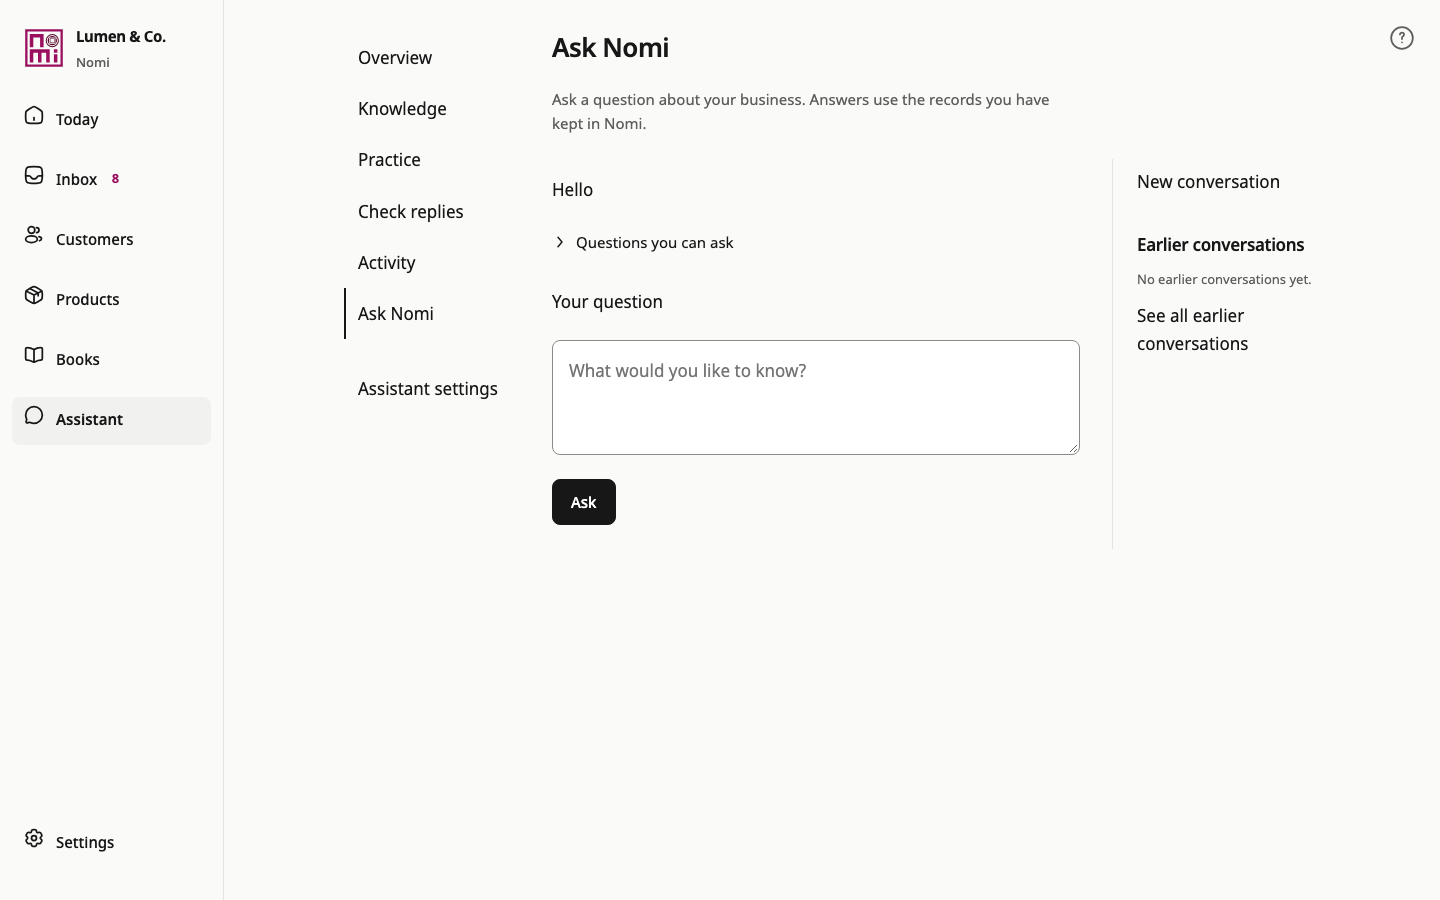 nomi
Lumen & Co.
Nomi
Today
Inbox 8
Customers
Products
Books
Assistant
Settings
Overview
Knowledge
Practice
Check replies
Activity
Ask Nomi
Assistant settings
Ask Nomi
Ask a question about your business. Answers use the records you have
kept in Nomi.
Hello
Questions you can ask
Your question
What would you like to know?
Ask
New conversation
Earlier conversations
No earlier conversations yet.
See all earlier
conversations
?